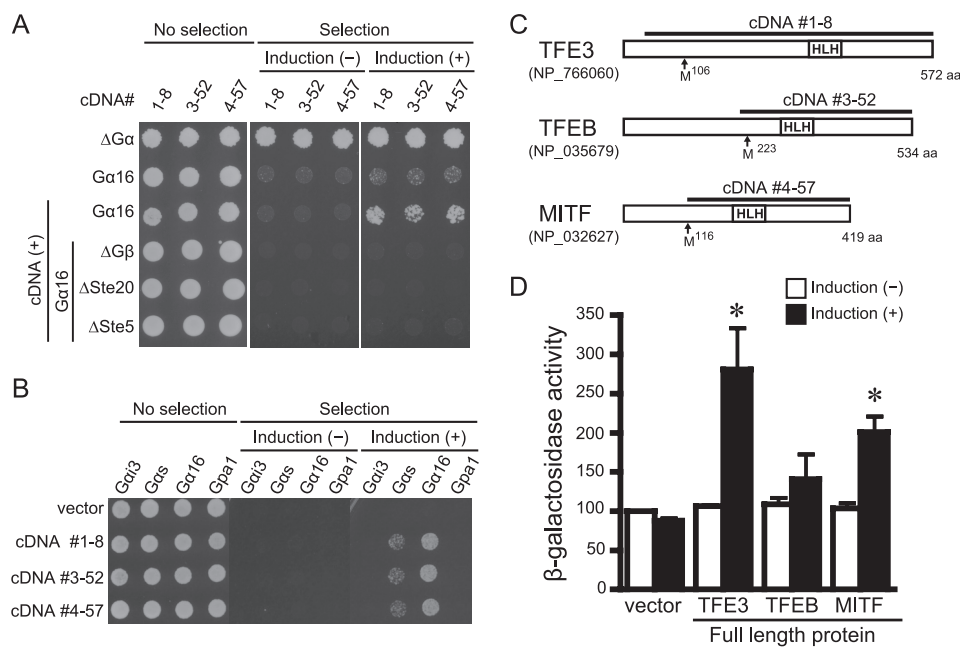 A
No selection
Selection
Induction (−)
Induction (+)
cDNA#
1-8
3-52
4-57
1-8
3-52
4-57
1-8
3-52
4-57
ΔGα
Gα16
Gα16
ΔGβ
ΔSte20
ΔSte5
cDNA (+)
Gα16
B
No selection
Selection
Induction (−)
Induction (+)
Gαi3
Gαs
Gα16
Gpa1
Gαi3
Gαs
Gα16
Gpa1
Gαi3
Gαs
Gα16
Gpa1
vector
cDNA #1-8
cDNA #3-52
cDNA #4-57
C
cDNA #1-8
TFE3
HLH
(NP_766060)
M106
572 aa
cDNA #3-52
TFEB
HLH
(NP_035679)
M 223
534 aa
cDNA #4-57
MITF
HLH
(NP_032627)
M116
419 aa
D
Induction (−)
Induction (+)
β-galactosidase activity
350
300
250
200
150
100
50
0
*
*
vector
TFE3
TFEB
MITF
Full length protein